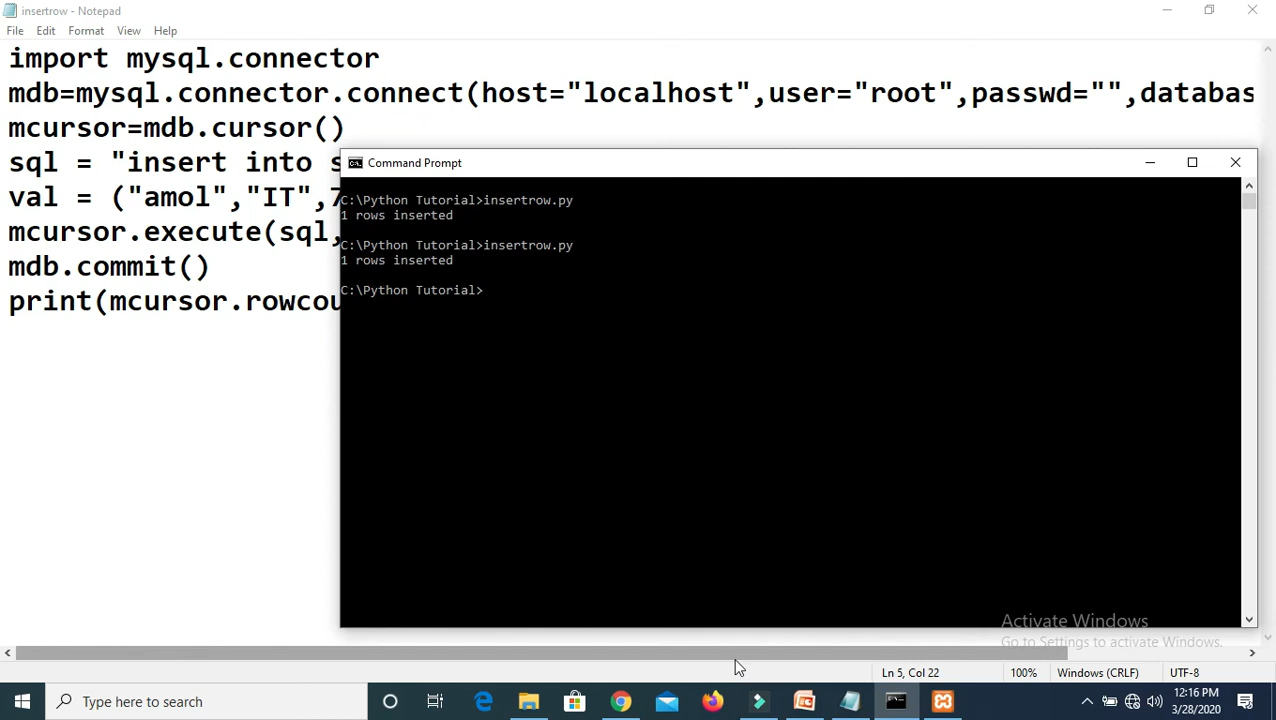 insertrow - Notepad
File Edit Format View Help
import mysql.connector
mdb=mysql.connector.connect(host="localhost",user="root",passwd="",databas
mcursor=mdb.cursor()
sql = "insert into s
val = ("amol","IT",7
mcursor.execute(sql,
mdb.commit()
print(mcursor.rowcou
Command Prompt
C:\Python Tutorial>insertrow.py
1 rows inserted
C:\Python Tutorial>insertrow.py
1 rows inserted
C:\Python Tutorial>
Activate Windows
Go to Settings to activate Windows.
Ln 5, Col 22 100% Windows (CRLF) UTF-8
Type here to search
12:16 PM
3/28/2020